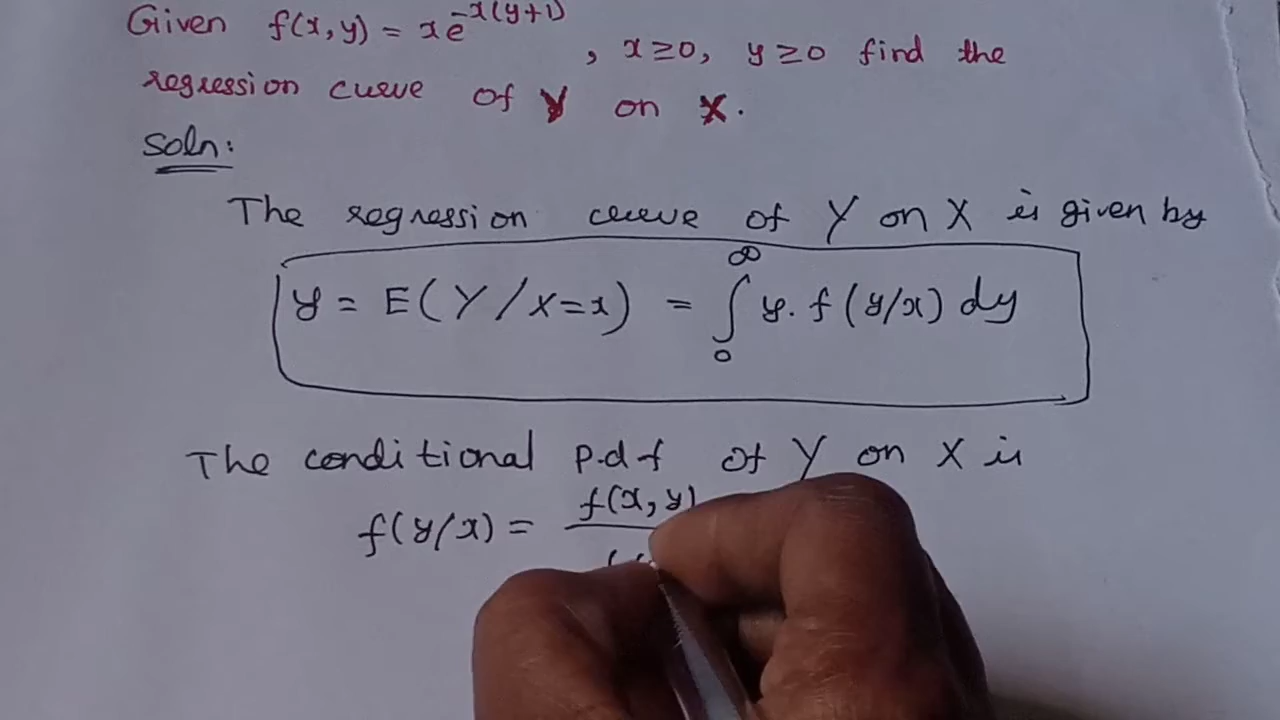 Given f(x,y) = xe^{-x(y+1)}, x≥0, y≥0 find the
regression curve of Y on X.
Soln:
The regression curve of Y on X is given by
y = E(Y/X=x) = ∫_0^∞ y. f(y/x) dy
The conditional p.d.f of Y on X is
f(y/x) = f(x,y)